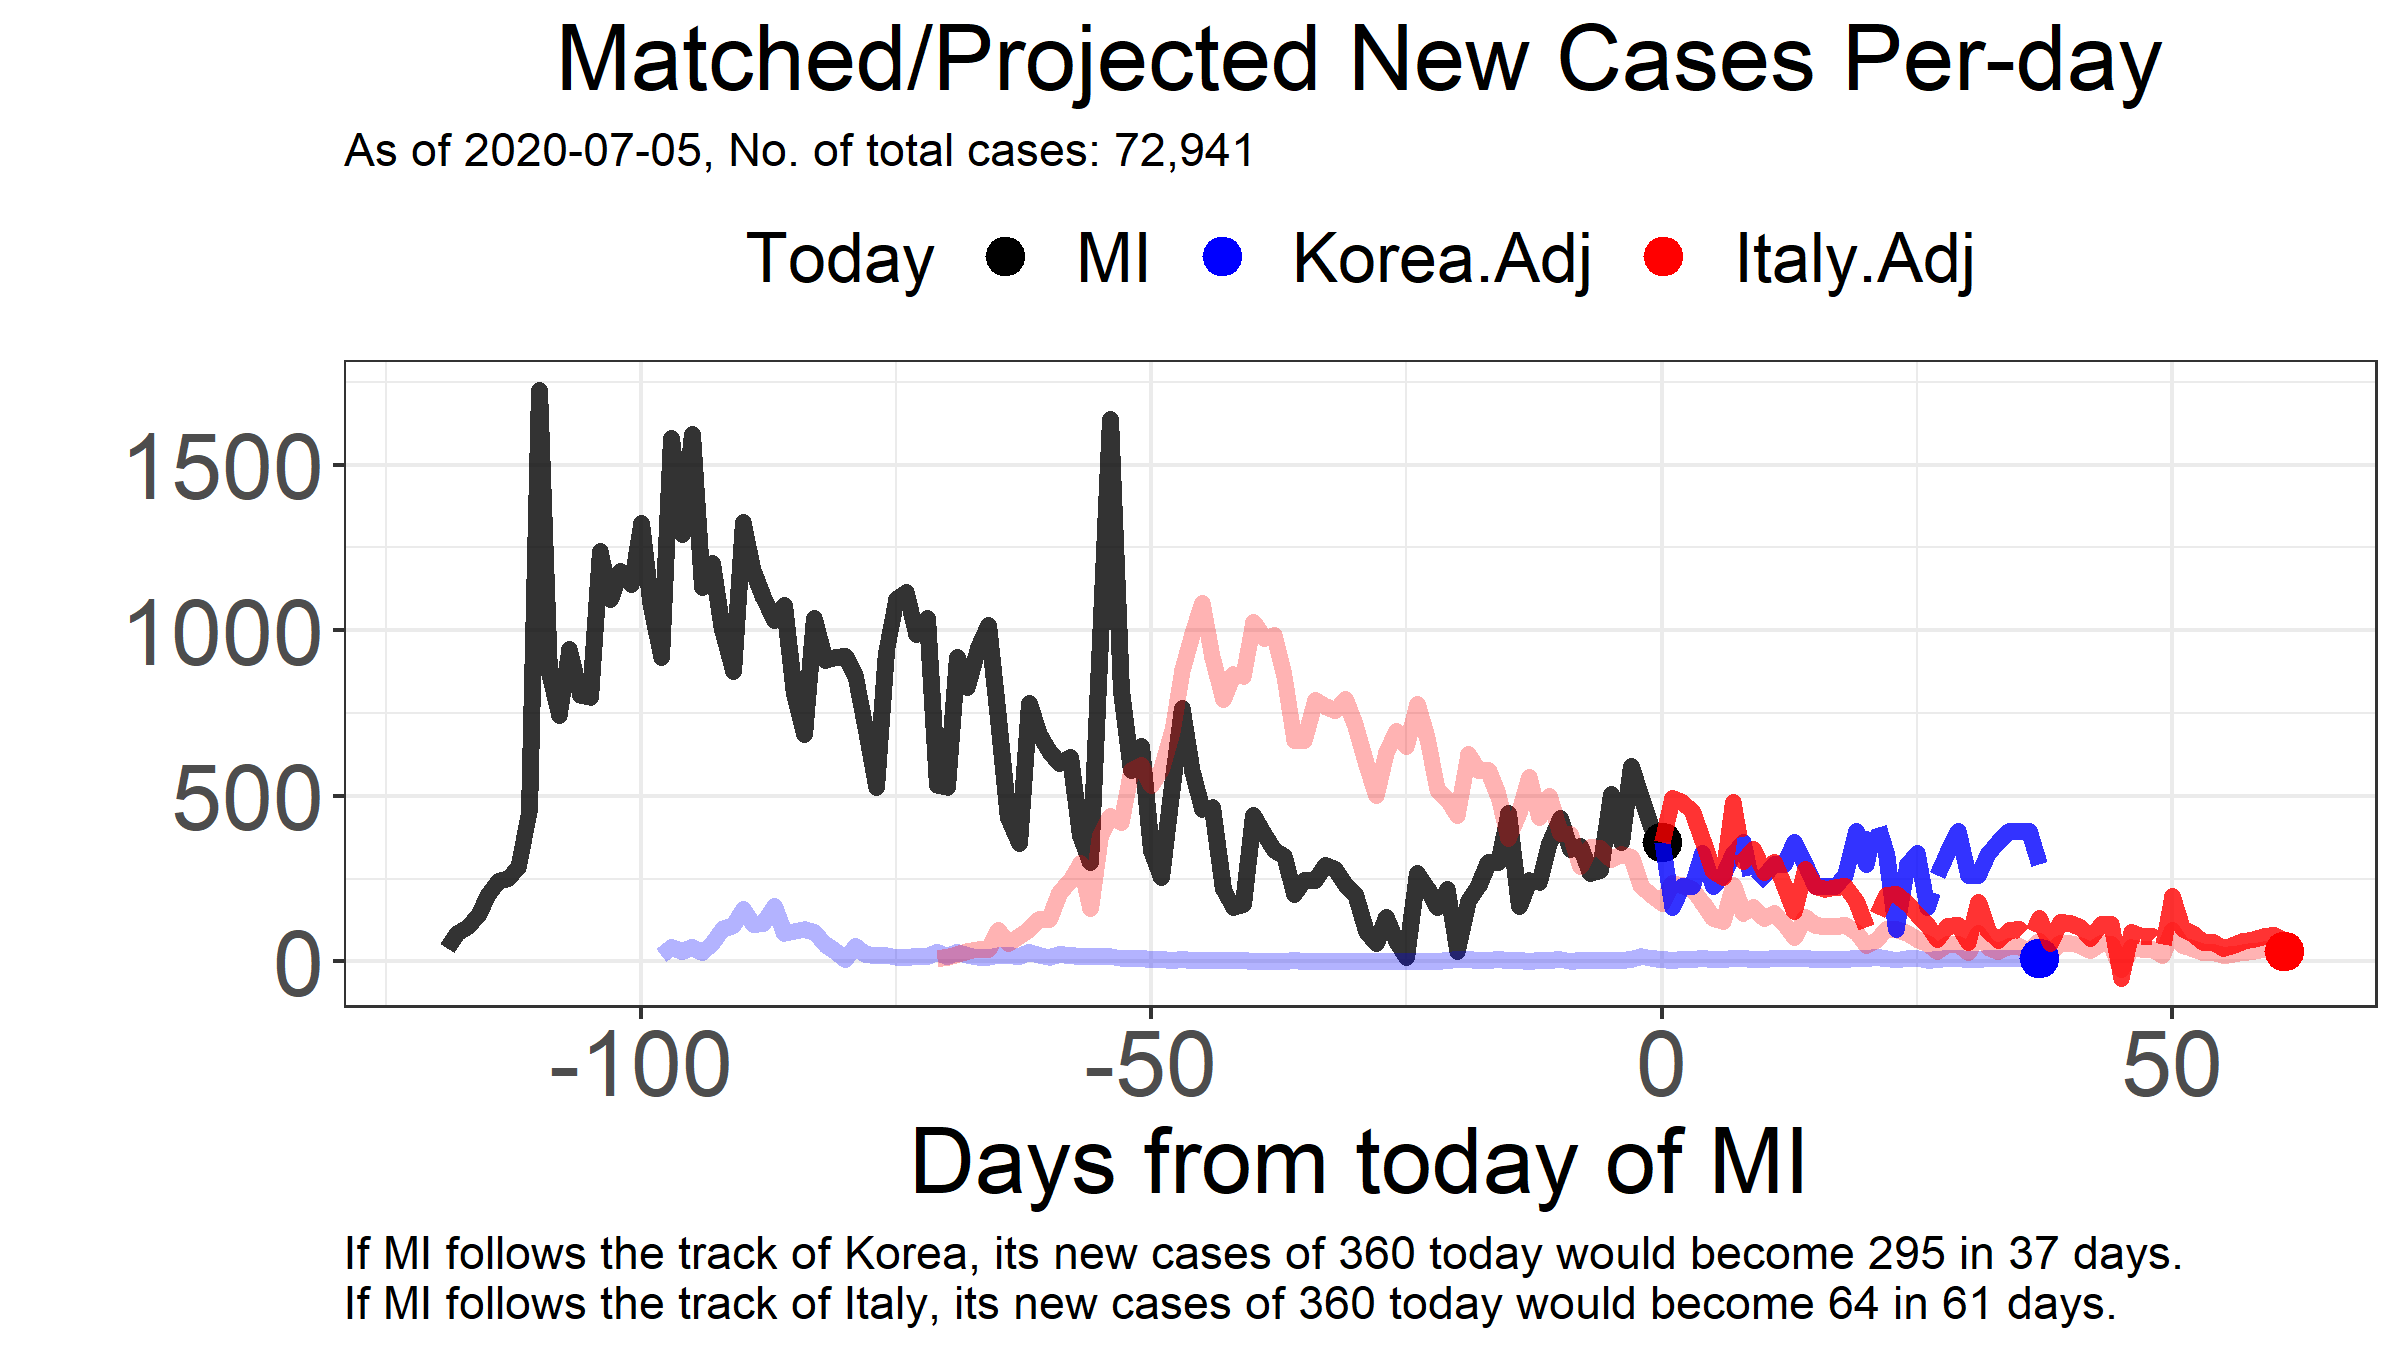 Matched/Projected New Cases Per-day
As of 2020-07-05, No. of total cases: 72,941
Today MI Korea.Adj Italy.Adj
1500
1000
500
0
-100 -50 0 50
Days from today of MI
If MI follows the track of Korea, its new cases of 360 today would become 295 in 37 days.
If MI follows the track of Italy, its new cases of 360 today would become 64 in 61 days.